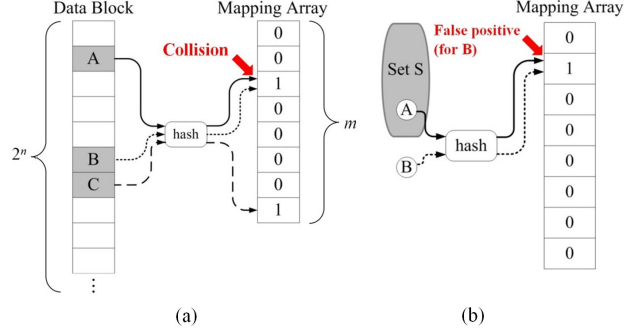 Data Block
Mapping Array
A
B
C
⋮
2ⁿ
hash
Collision
0
0
1
0
0
0
0
1
m
(a)
Mapping Array
False positive
(for B)
Set S
A
B
hash
0
1
0
0
0
0
0
0
(b)